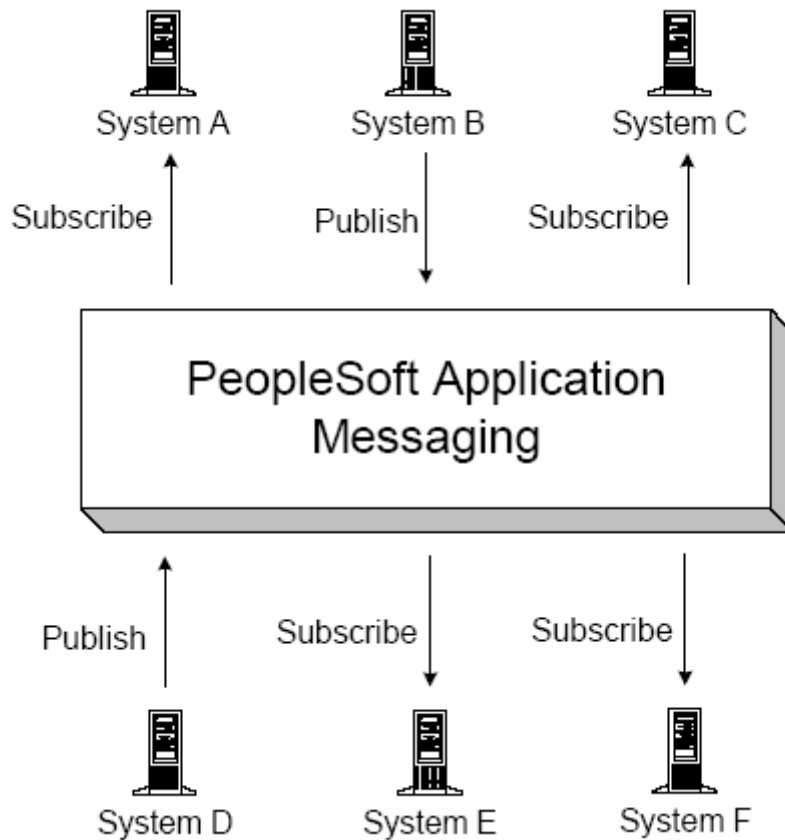 System A
System B
System C
Subscribe
Publish
Subscribe
PeopleSoft Application
Messaging
Publish
Subscribe
Subscribe
System D
System E
System F